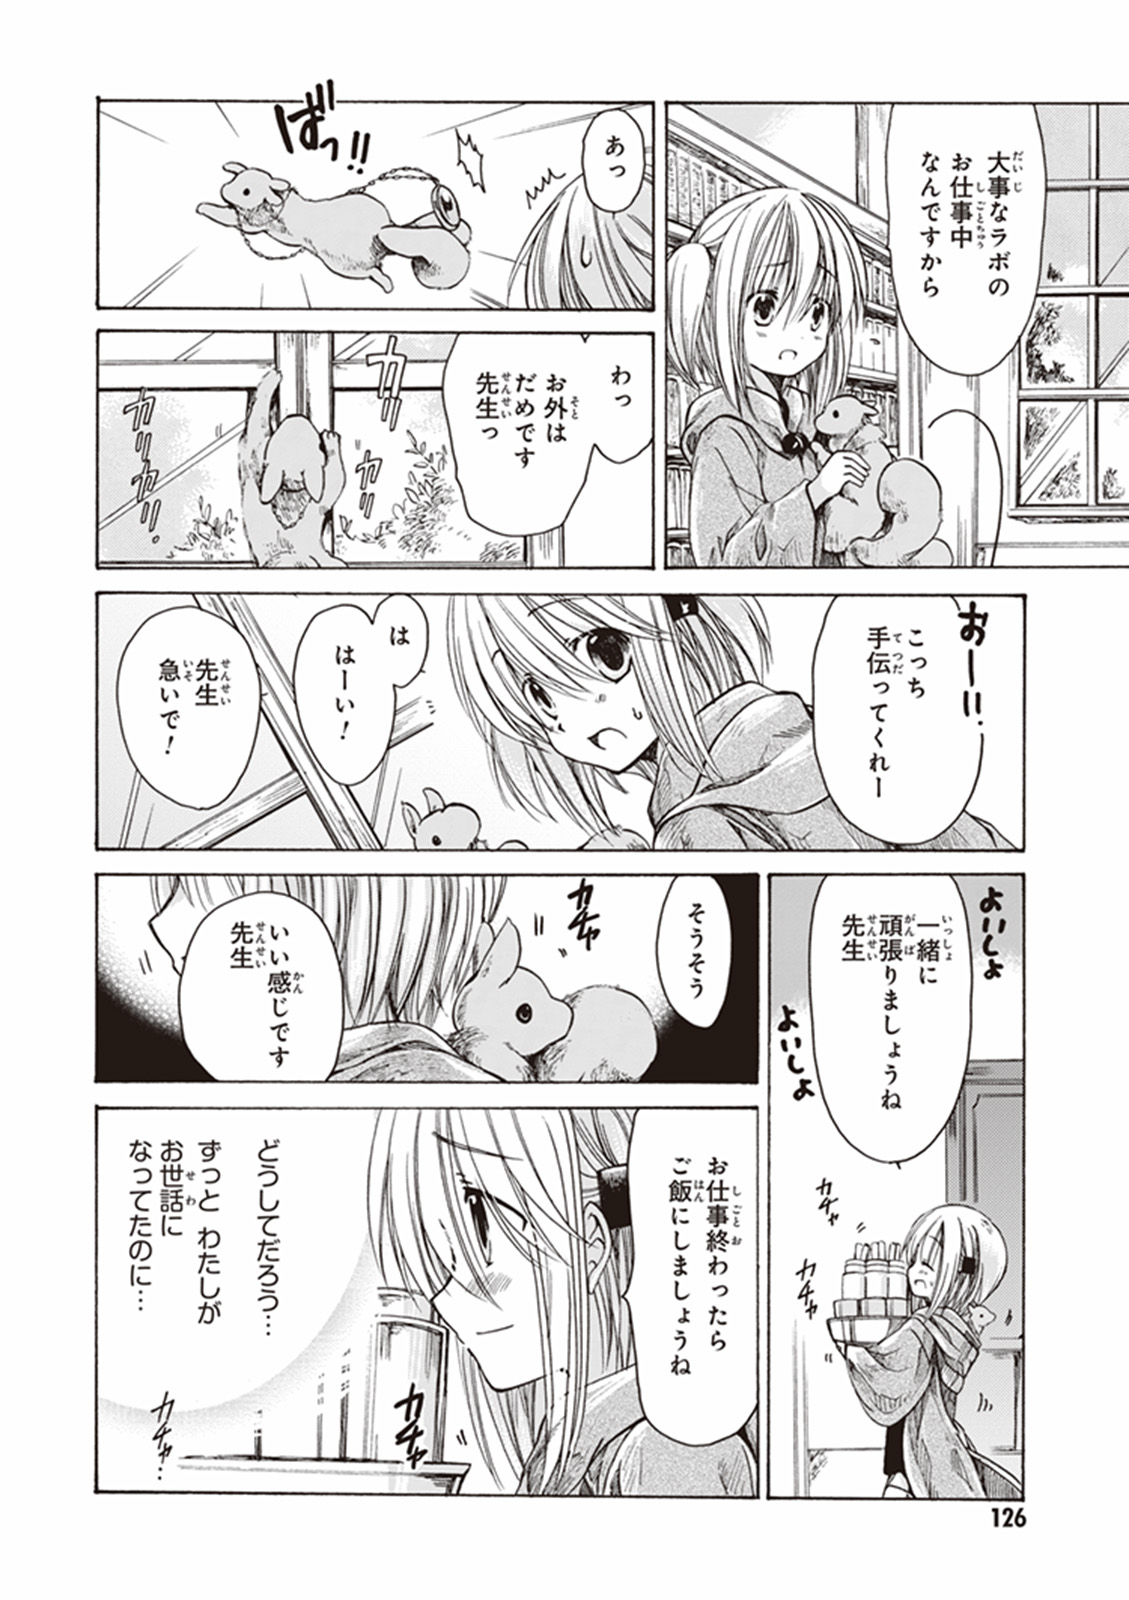 大事なラボの
お仕事中
なんですから
あっ
ばっ!!
わっ
お外は
だめです
先生っ
カリカリ…
カリカリ!!
おーい.
こっち
手伝ってくれー
は
はーい!
先生
急いで!
よいしょ
一緒に
頑張りましょうね
先生
よいしょ
カチャ
カチャ
そうそう
カチャ
いい感じです
先生
お仕事終わったら
ご飯にしましょうね
どうしてだろう…
ずっと わたしが
お世話に
なってたのに…
カチャ
カチャ…
126